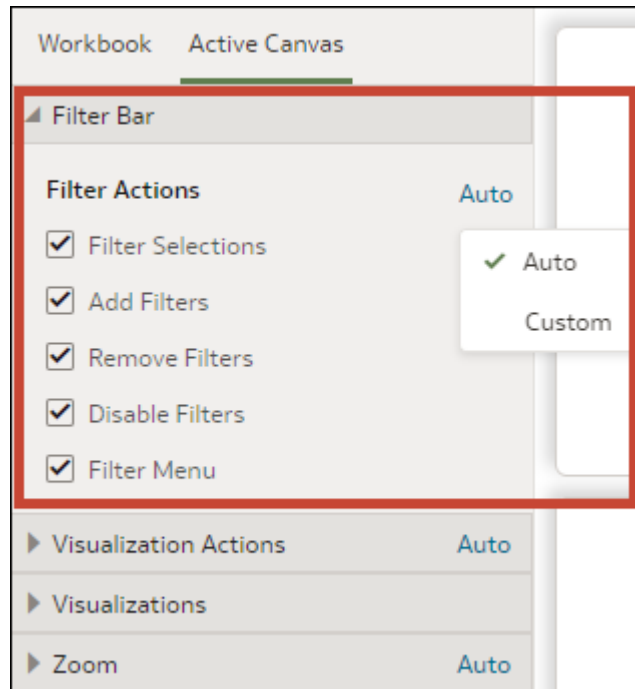 Workbook Active Canvas
Filter Bar
Filter Actions Auto
Filter Selections
Auto
Add Filters
Custom
Remove Filters
Disable Filters
Filter Menu
Visualization Actions Auto
Visualizations
Zoom Auto